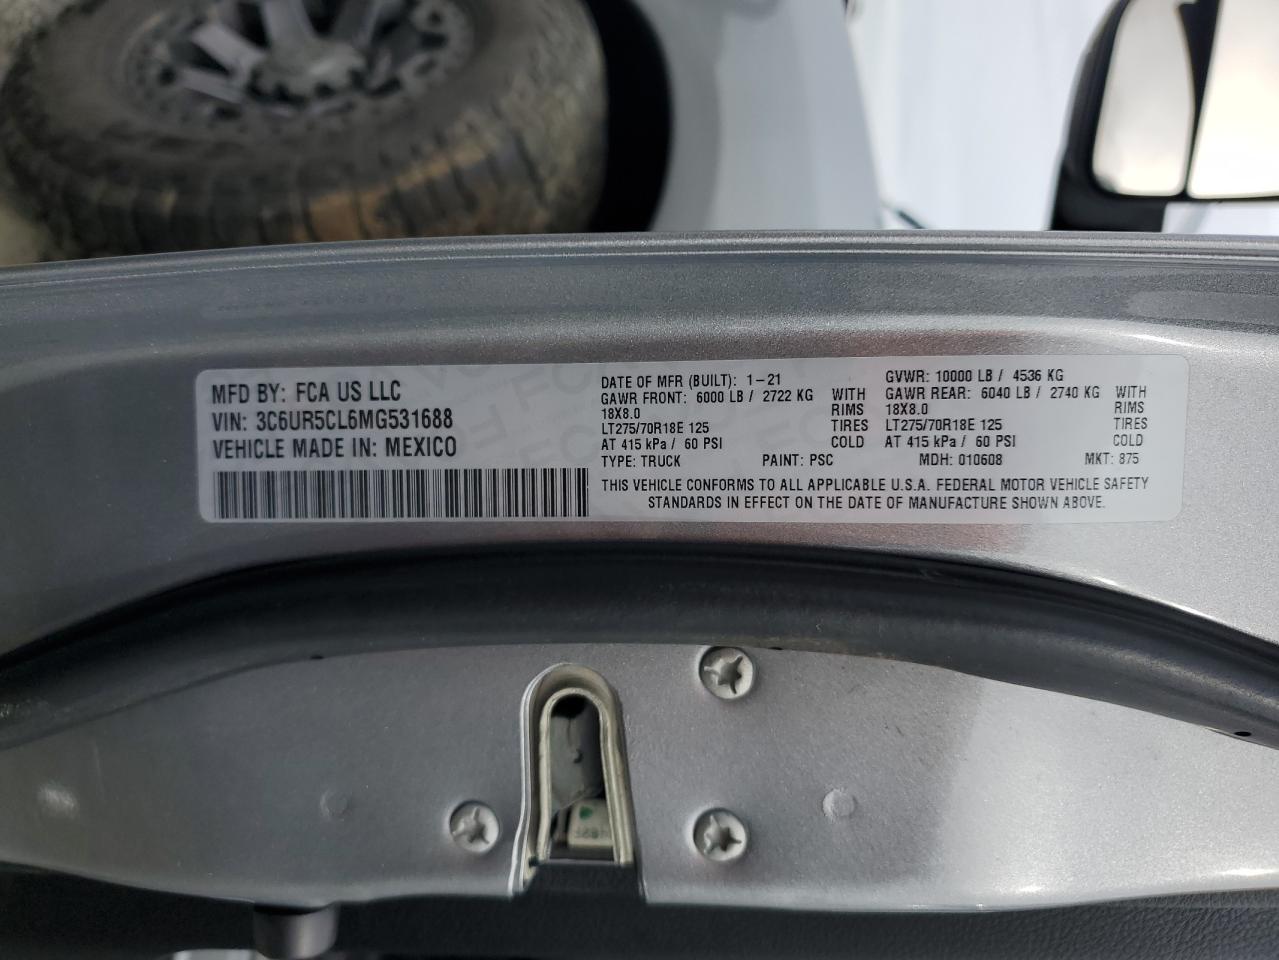 MFD BY: FCA US LLC
VIN: 3C6UR5CL6MG531688
VEHICLE MADE IN: MEXICO
DATE OF MFR (BUILT): 1-21 GVWR: 10000 LB / 4536 KG
GAWR FRONT: 6000 LB / 2722 KG WITH GAWR REAR: 6040 LB / 2740 KG WITH
18X8.0 RIMS 18X8.0 RIMS
LT275/70R18E 125 TIRES LT275/70R18E 125 TIRES
AT 415 kPa / 60 PSI COLD AT 415 kPa / 60 PSI COLD
TYPE: TRUCK PAINT: PSC MDH: 010608 MKT: 875
THIS VEHICLE CONFORMS TO ALL APPLICABLE U.S.A. FEDERAL MOTOR VEHICLE SAFETY
STANDARDS IN EFFECT ON THE DATE OF MANUFACTURE SHOWN ABOVE.